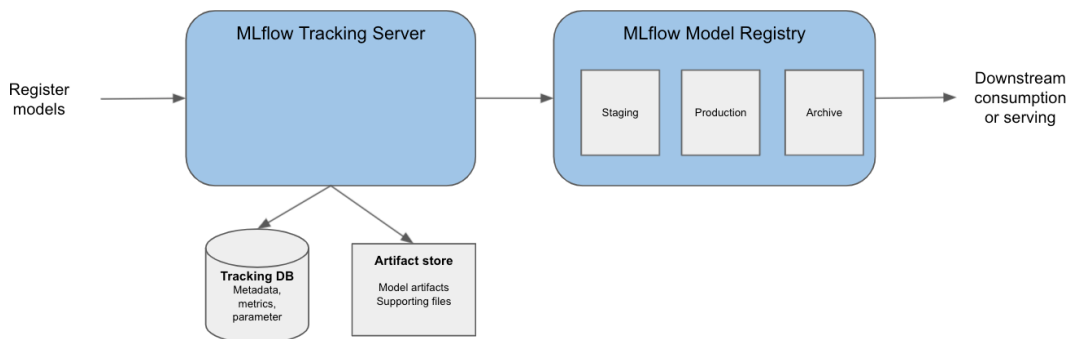 MLflow Tracking Server
MLflow Model Registry
Register
models
Staging
Production
Archive
Downstream
consumption
or serving
Tracking DB
Metadata,
metrics,
parameter
Artifact store
Model artifacts
Supporting files